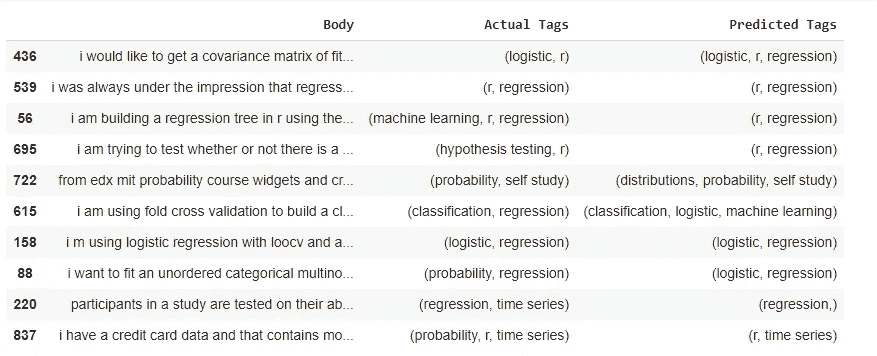 Body Actual Tags Predicted Tags
436 i would like to get a covariance matrix of fit... (logistic, r) (logistic, r, regression)
539 i was always under the impression that regress... (r, regression) (r, regression)
56 i am building a regression tree in r using the... (machine learning, r, regression) (r, regression)
695 i am trying to test whether or not there is a ... (hypothesis testing, r) (r, regression)
722 from edx mit probability course widgets and cr... (probability, self study) (distributions, probability, self study)
615 i am using fold cross validation to build a cl... (classification, regression) (classification, logistic, machine learning)
158 i m using logistic regression with loocv and a... (logistic, regression) (logistic, regression)
88 i want to fit an unordered categorical multino... (probability, regression) (logistic, regression)
220 participants in a study are tested on their ab... (regression, time series) (regression,)
837 i have a credit card data and that contains mo... (probability, r, time series) (r, time series)